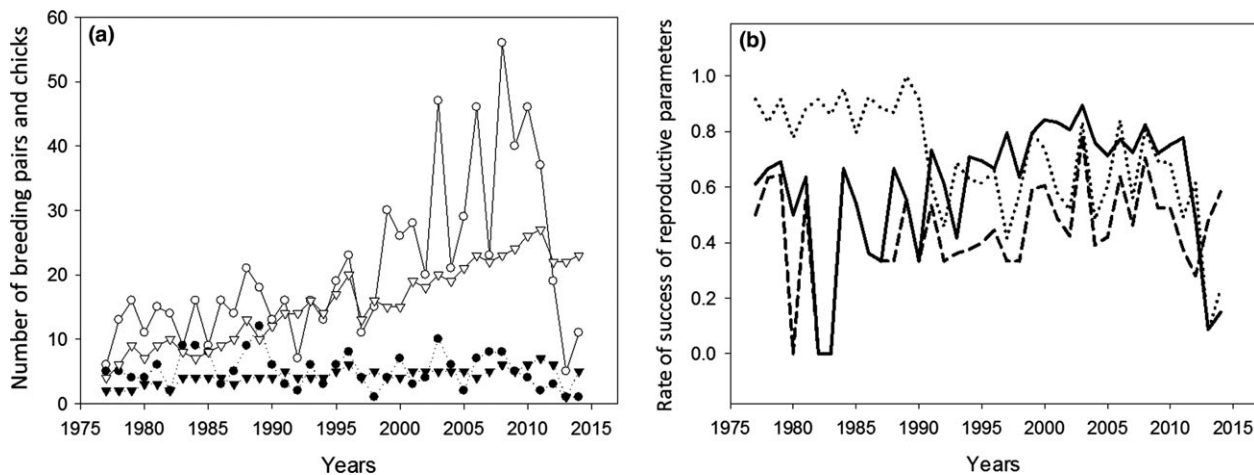 (a)
Number of breeding pairs and chicks
60
50
40
30
20
10
0
1975 1980 1985 1990 1995 2000 2005 2010 2015
Years
(b)
Rate of success of reproductive parameters
1.0
0.8
0.6
0.4
0.2
0.0
1975 1980 1985 1990 1995 2000 2005 2010 2015
Years